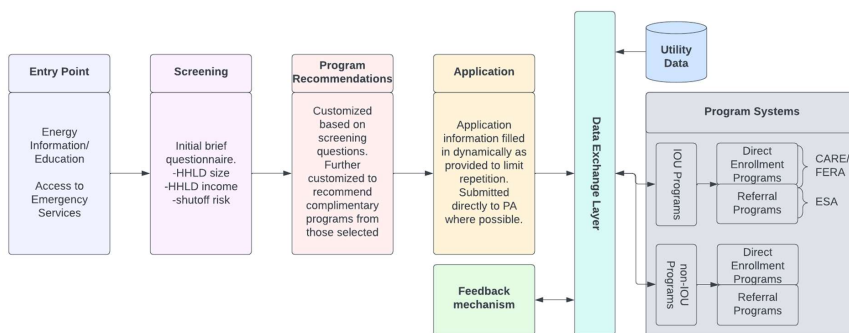 Entry Point
Energy
Information/
Education
Access to
Emergency
Services
Screening
Initial brief
questionnaire.
-HHLD size
-HHLD income
-shutoff risk
Program
Recommendations
Customized
based on
screening
questions.
Further
customized to
recommend
complimentary
programs from
those selected
Application
Application
information filled
in dynamically as
provided to limit
repetition.
Submitted
directly to PA
where possible.
Feedback
mechanism
Data Exchange Layer
Utility
Data
Program Systems
IOU Programs
Direct
Enrollment
Programs
Referral
Programs
CARE/
FERA
ESA
non-IOU
Programs
Direct
Enrollment
Programs
Referral
Programs